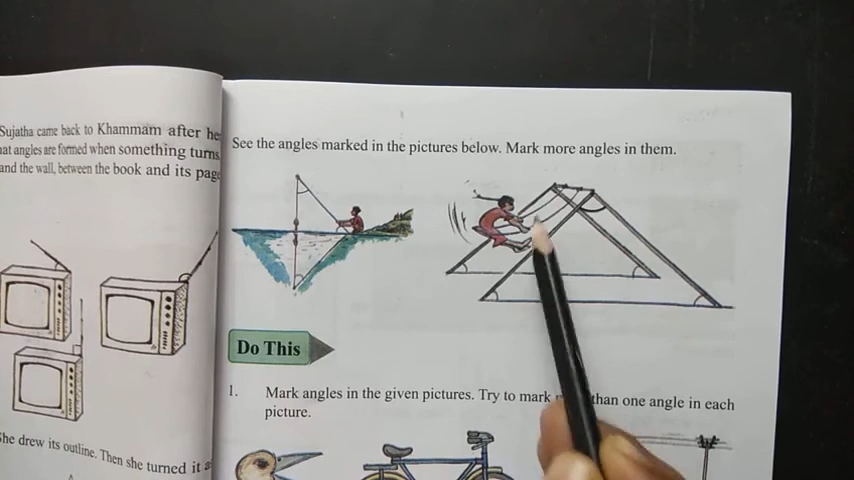 Sujatha came back to Khammam after he
hat angles are formed when something turns
and the wall, between the book and its page
She drew its outline. Then she turned it a
See the angles marked in the pictures below. Mark more angles in them.
Do This
1. Mark angles in the given pictures. Try to mark than one angle in each
picture.